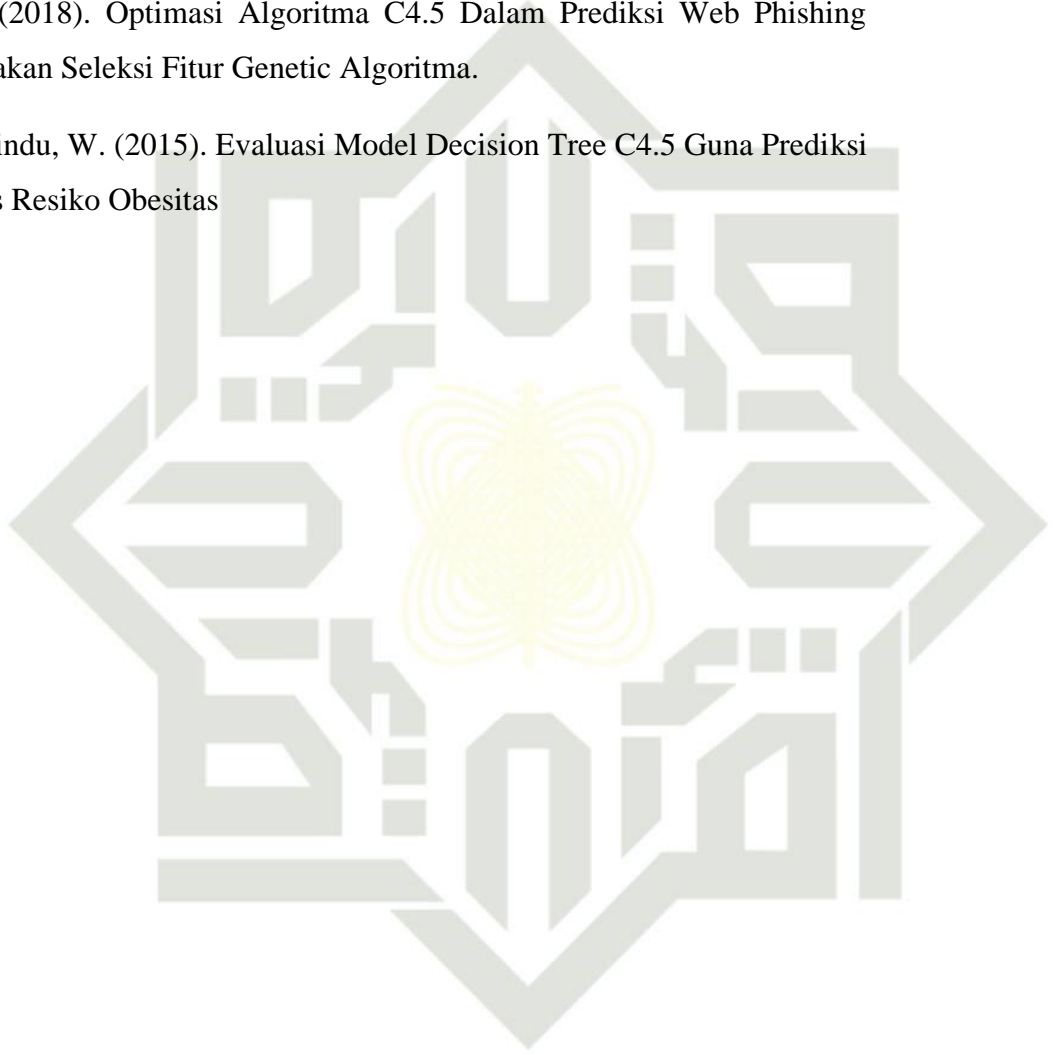 (2018). Optimasi Algoritma C4.5 Dalam Prediksi Web Phishing
akan Seleksi Fitur Genetic Algoritma.
indu, W. (2015). Evaluasi Model Decision Tree C4.5 Guna Prediksi
s Resiko Obesitas